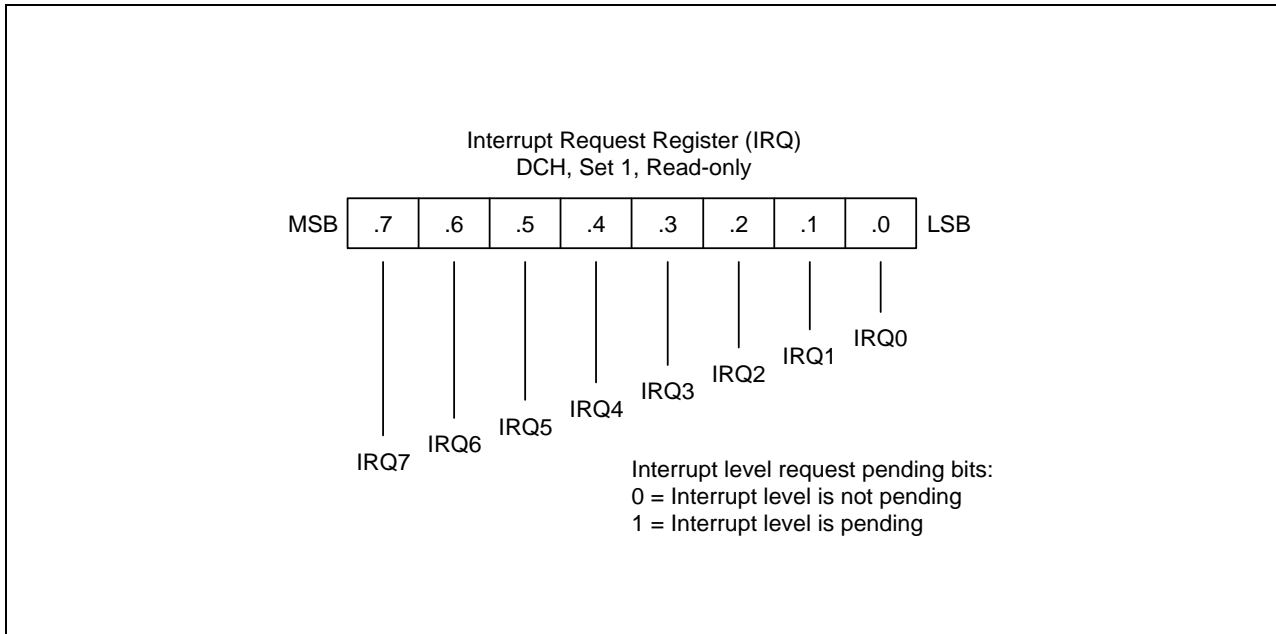 Interrupt Request Register (IRQ)
DCH, Set 1, Read-only
MSB .7 .6 .5 .4 .3 .2 .1 .0 LSB
IRQ0
IRQ1
IRQ2
IRQ3
IRQ4
IRQ5
IRQ6
IRQ7
Interrupt level request pending bits:
0 = Interrupt level is not pending
1 = Interrupt level is pending